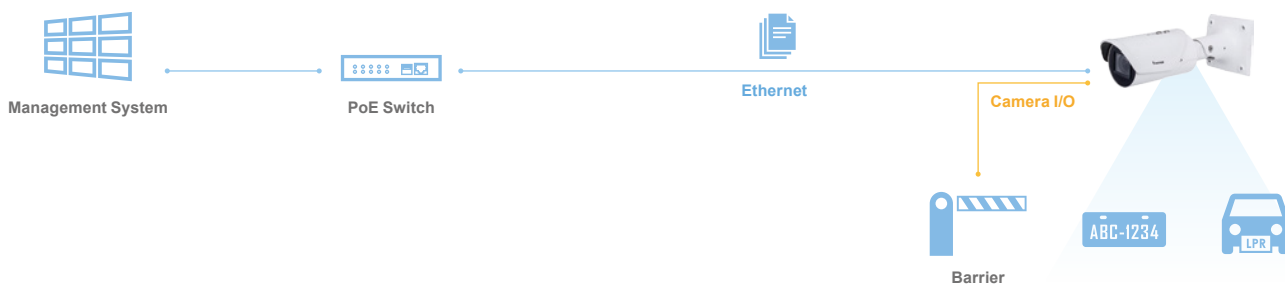 Management System
PoE Switch
Ethernet
Camera I/O
ABC-1234
LPR
Barrier